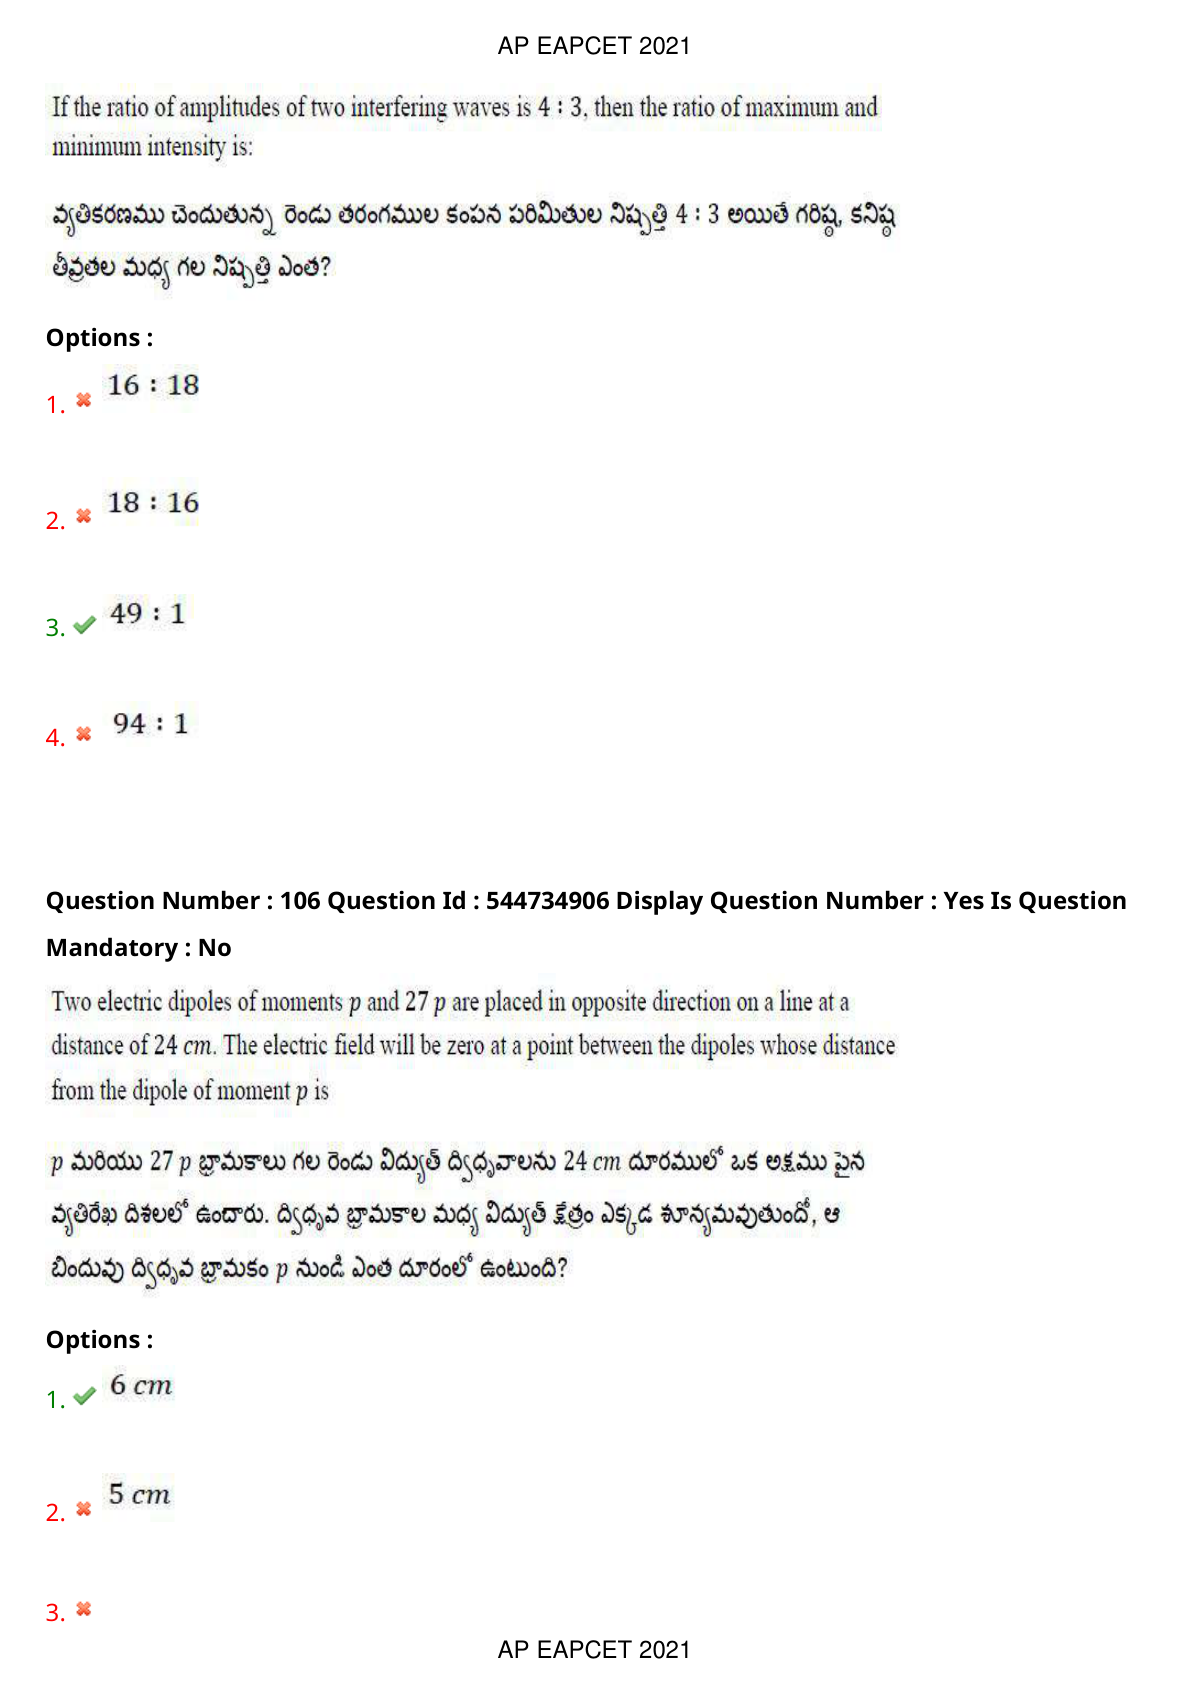 AP EAPCET 2021
If the ratio of amplitudes of two interfering waves is 4 : 3, then the ratio of maximum and
minimum intensity is:
వ్యతికరణము చెందుతున్న రెండు తరంగముల కంపన పరిమితుల నిష్పత్తి 4 : 3 అయితే గరిష్ఠ, కనిష్ఠ
తీవ్రతల మధ్య గల నిష్పత్తి ఎంత?
Options :
1. 16 : 18
2. 18 : 16
3. 49 : 1
4. 94 : 1
Question Number : 106 Question Id : 544734906 Display Question Number : Yes Is Question
Mandatory : No
Two electric dipoles of moments p and 27 p are placed in opposite direction on a line at a
distance of 24 cm. The electric field will be zero at a point between the dipoles whose distance
from the dipole of moment p is
p మరియు 27 p భ్రామకాలు గల రెండు విద్యుత్ ద్విధృవాలను 24 cm దూరములో ఒక అక్షము పైన
వ్యతిరేఖ దిశలలో ఉంచారు. ద్విధృవ భ్రామకాల మధ్య విద్యుత్ క్షేత్రం ఎక్కడ శూన్యమవుతుందో, ఆ
బిందువు ద్విధృవ భ్రామకం p నుండి ఎంత దూరంలో ఉంటుంది?
Options :
1. 6 cm
2. 5 cm
3.
AP EAPCET 2021